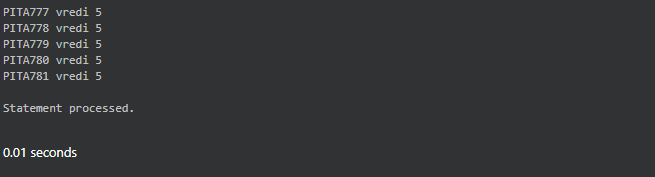 PITA777 vredi 5
PITA778 vredi 5
PITA779 vredi 5
PITA780 vredi 5
PITA781 vredi 5
Statement processed.
0.01 seconds